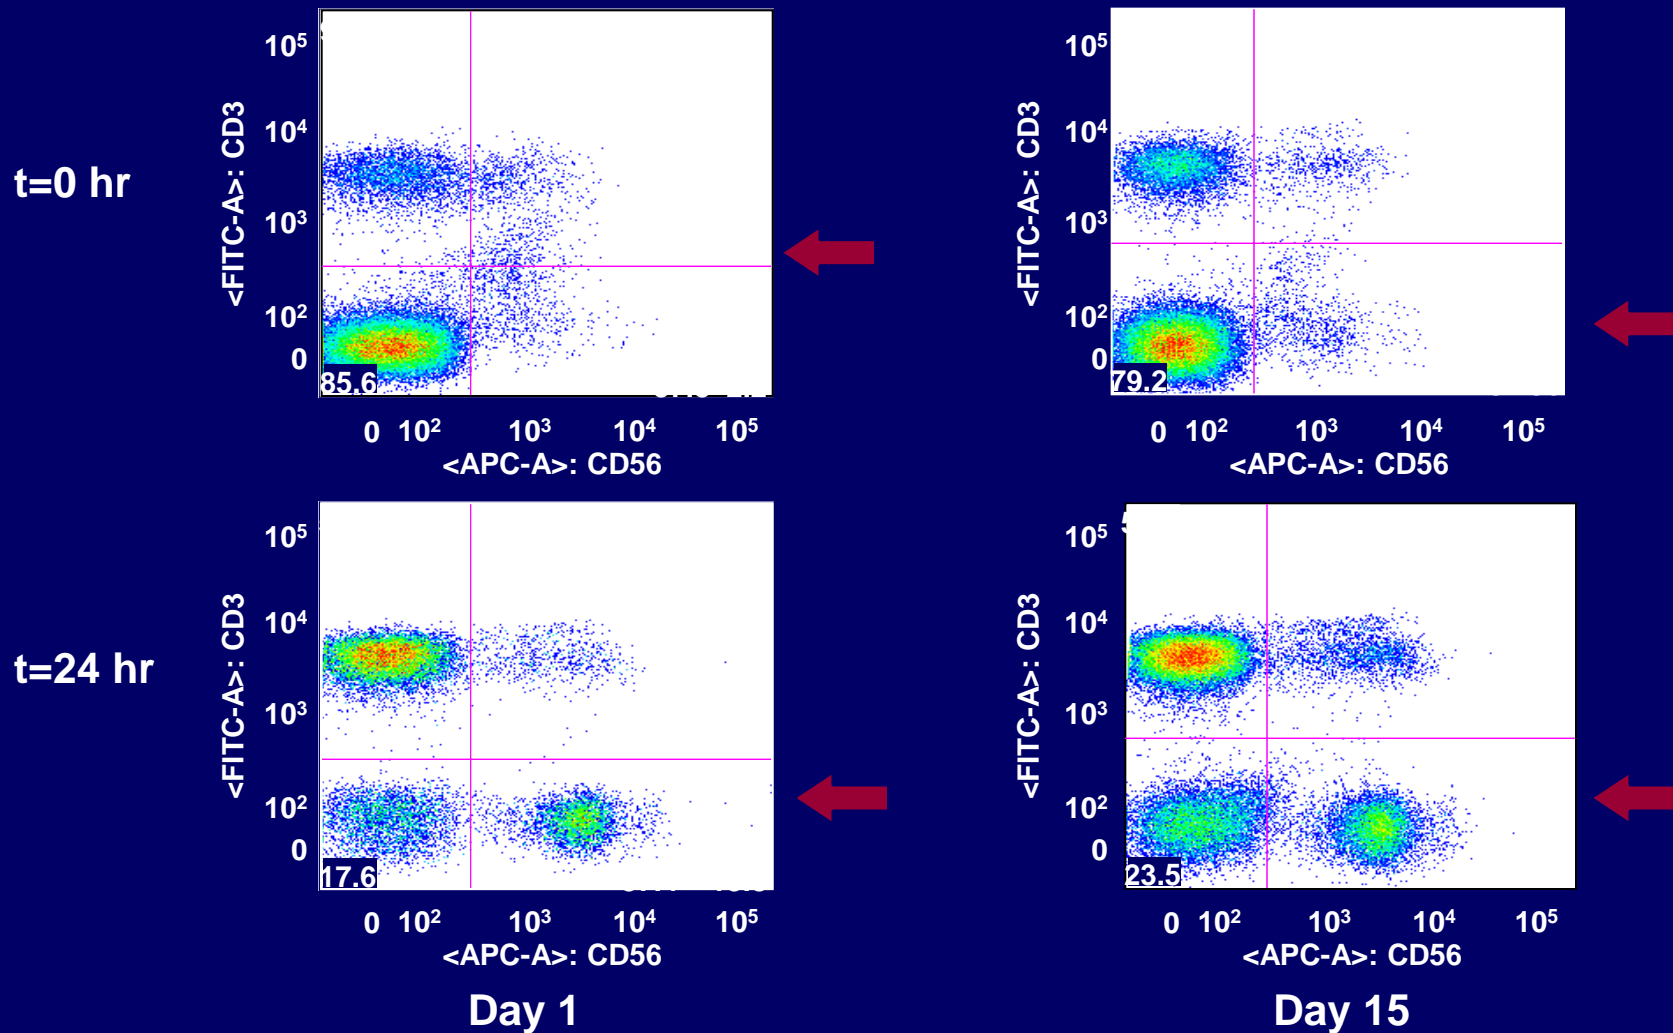 t=0 hr
<FITC-A>: CD3
10⁵
10⁴
10³
10²
0
85.6
0 10² 10³ 10⁴ 10⁵
<APC-A>: CD56
<FITC-A>: CD3
10⁵
10⁴
10³
10²
0
79.2
0 10² 10³ 10⁴ 10⁵
<APC-A>: CD56
t=24 hr
<FITC-A>: CD3
10⁵
10⁴
10³
10²
0
17.6
0 10² 10³ 10⁴ 10⁵
<APC-A>: CD56
<FITC-A>: CD3
10⁵
10⁴
10³
10²
0
23.5
0 10² 10³ 10⁴ 10⁵
<APC-A>: CD56
Day 1
Day 15